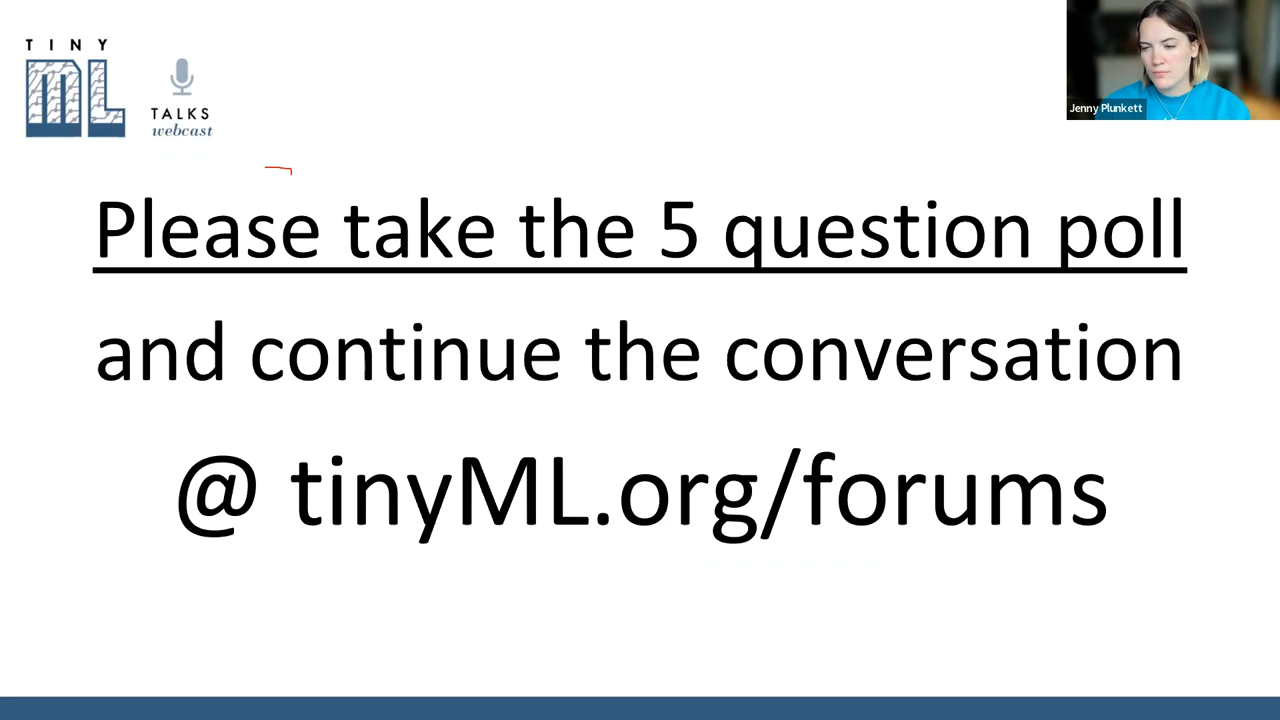 TINY
ML
TALKS
webcast
Jenny Plunkett
Please take the 5 question poll
and continue the conversation
@ tinyML.org/forums